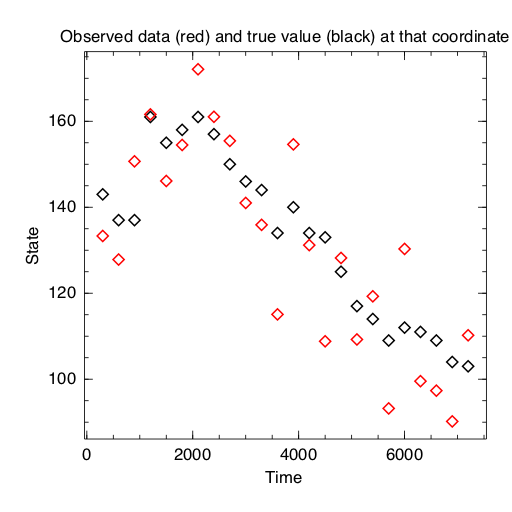 Observed data (red) and true value (black) at that coordinate
160
140
120
100
State
0 2000 4000 6000
Time